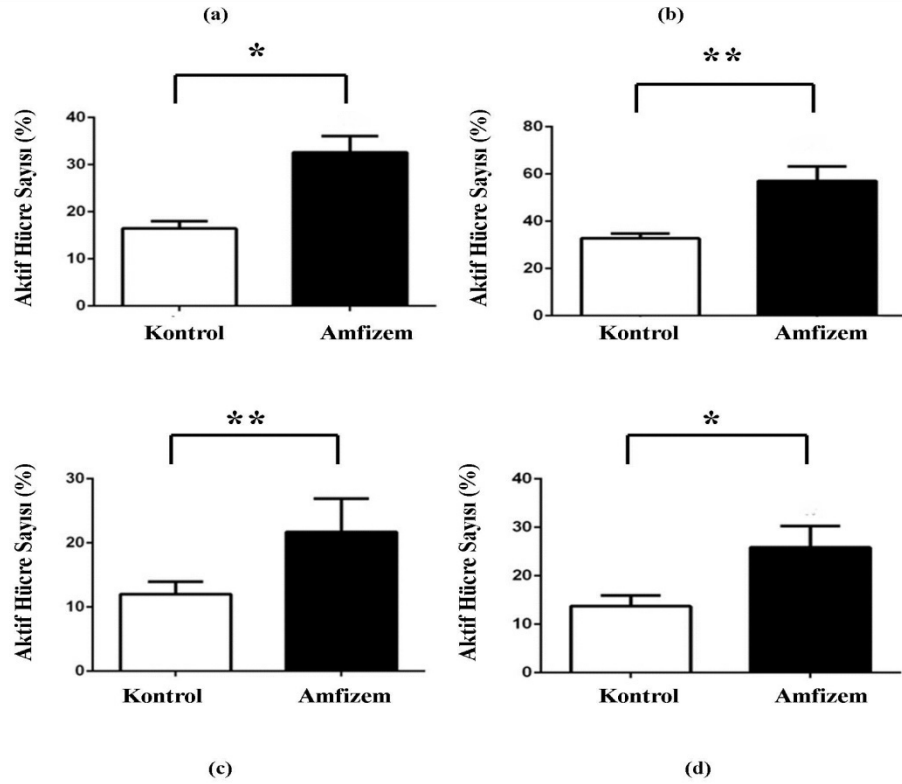 (a)
(b)
*
**
Aktif Hücre Sayısı (%)
40
30
20
10
0
Kontrol
Amfizem
Aktif Hücre Sayısı (%)
80
60
40
20
0
Kontrol
Amfizem
**
*
Aktif Hücre Sayısı (%)
30
20
10
0
Kontrol
Amfizem
Aktif Hücre Sayısı (%)
40
30
20
10
0
Kontrol
Amfizem
(c)
(d)